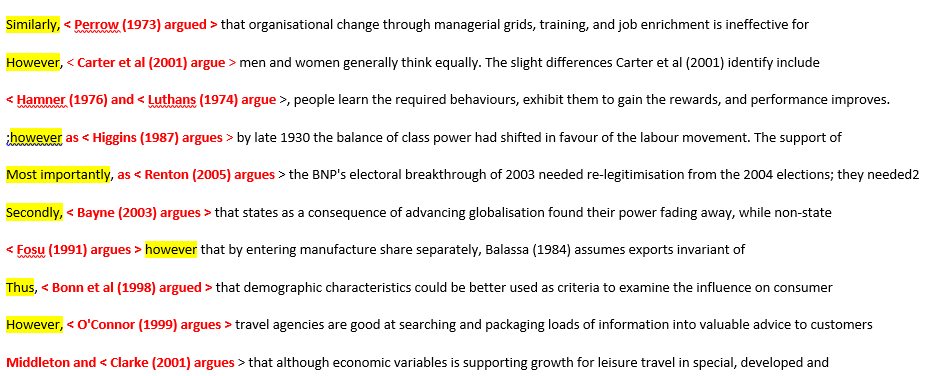 Similarly, < Perrow (1973) argued > that organisational change through managerial grids, training, and job enrichment is ineffective for
However, < Carter et al (2001) argue > men and women generally think equally. The slight differences Carter et al (2001) identify include
< Hamner (1976) and < Luthans (1974) argue >, people learn the required behaviours, exhibit them to gain the rewards, and performance improves.
;however as < Higgins (1987) argues > by late 1930 the balance of class power had shifted in favour of the labour movement. The support of
Most importantly, as < Renton (2005) argues > the BNP's electoral breakthrough of 2003 needed re-legitimisation from the 2004 elections; they needed2
Secondly, < Bayne (2003) argues > that states as a consequence of advancing globalisation found their power fading away, while non-state
< Fosu (1991) argues > however that by entering manufacture share separately, Balassa (1984) assumes exports invariant of
Thus, < Bonn et al (1998) argued > that demographic characteristics could be better used as criteria to examine the influence on consumer
However, < O'Connor (1999) argues > travel agencies are good at searching and packaging loads of information into valuable advice to customers
Middleton and < Clarke (2001) argues > that although economic variables is supporting growth for leisure travel in special, developed and